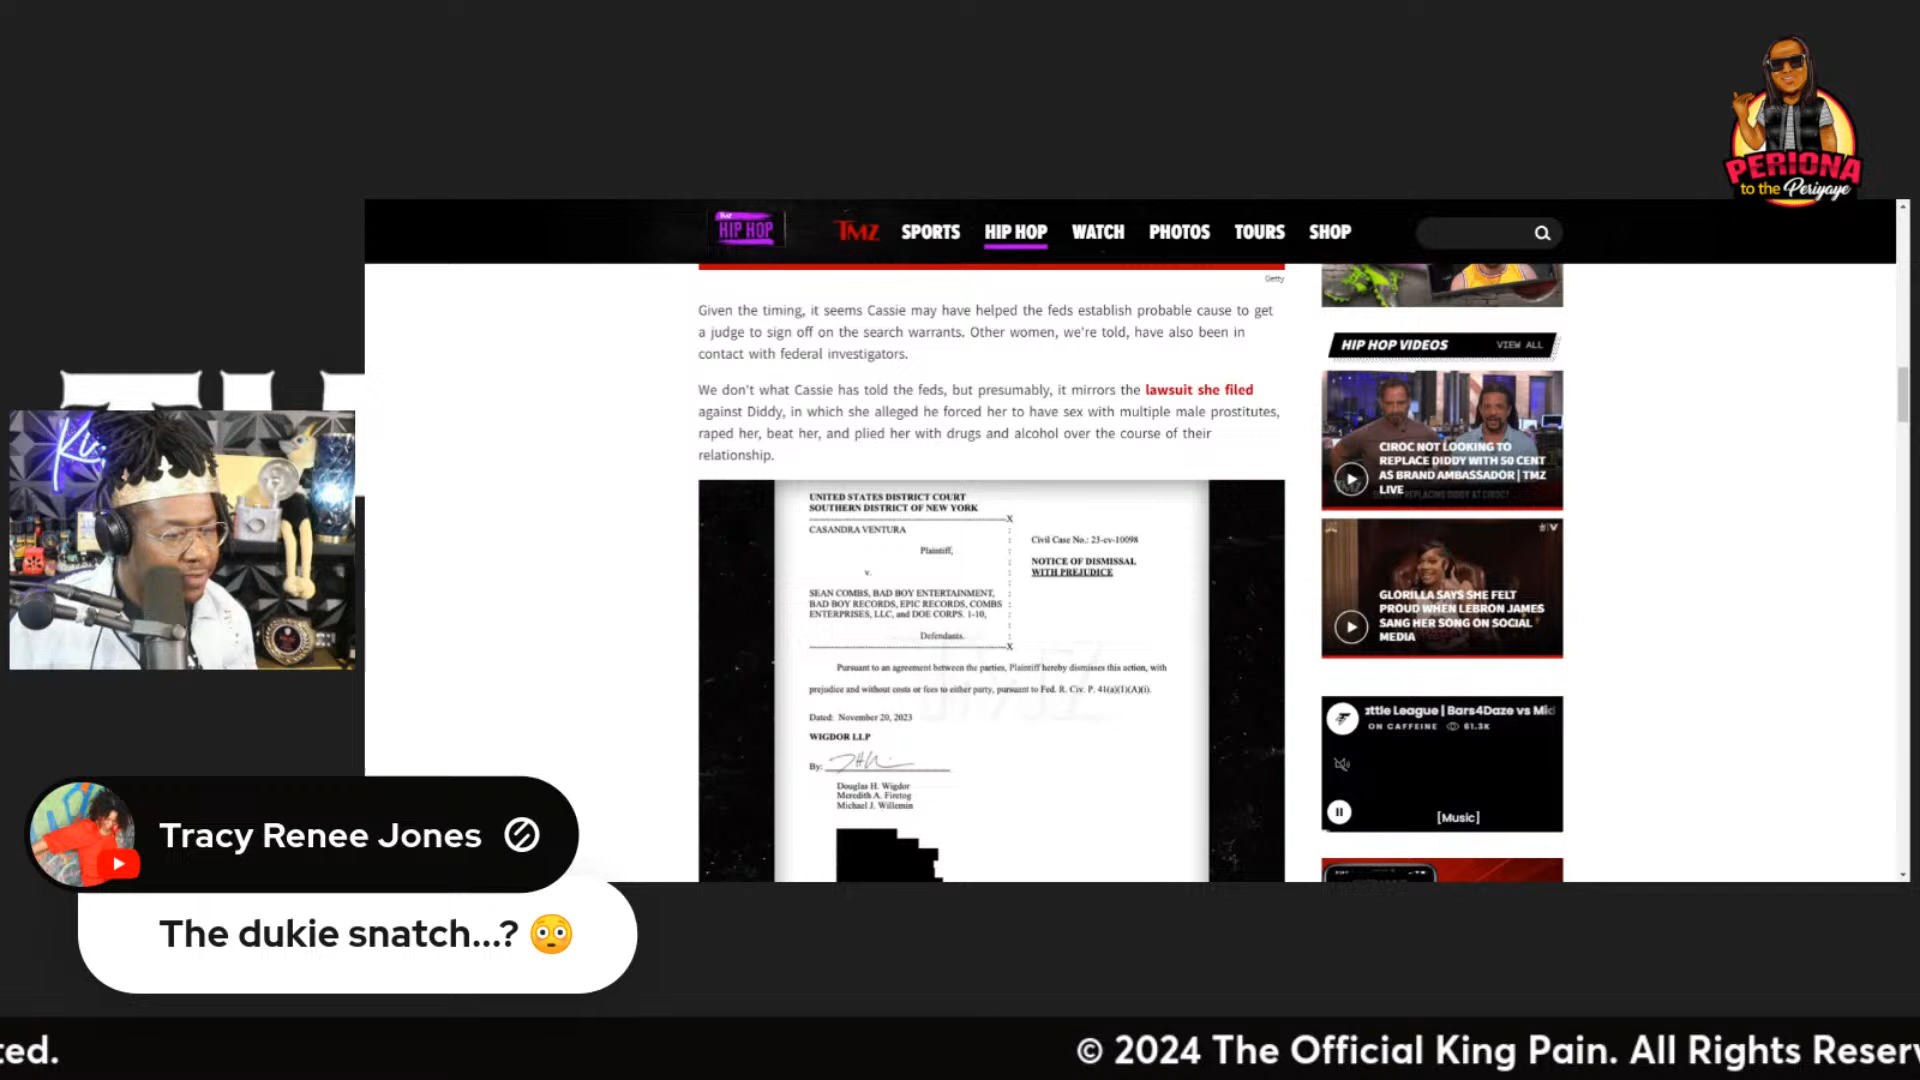 PERIONA
to the Periyaye
TMZ
HIP HOP
TMZ
SPORTS
HIP HOP
WATCH
PHOTOS
TOURS
SHOP
Getty
Given the timing, it seems Cassie may have helped the feds establish probable cause to get
a judge to sign off on the search warrants. Other women, we're told, have also been in
contact with federal investigators.
We don't what Cassie has told the feds, but presumably, it mirrors the lawsuit she filed
against Diddy, in which she alleged he forced her to have sex with multiple male prostitutes,
raped her, beat her, and plied her with drugs and alcohol over the course of their
relationship.
UNITED STATES DISTRICT COURT
SOUTHERN DISTRICT OF NEW YORK
X
CASANDRA VENTURA
Plaintiff,
v.
SEAN COMBS, BAD BOY ENTERTAINMENT,
BAD BOY RECORDS, EPIC RECORDS, COMBS
ENTERPRISES, LLC, and DOE CORPS. 1-10,
Defendants.
X
Civil Case No.: 23-cv-10098
NOTICE OF DISMISSAL
WITH PREJUDICE
Pursuant to an agreement between the parties, Plaintiff hereby dismisses this action, with
prejudice and without costs or fees to either party, pursuant to Fed. R. Civ. P. 41(a)(1)(A)(i).
Dated: November 20, 2023
WIGDOR LLP
By:
Douglas H. Wigdor
Meredith A. Firetog
Michael J. Willemin
TMZ
HIP HOP VIDEOS
VIEW ALL
CIROC NOT LOOKING TO
REPLACE DIDDY WITH 50 CENT
AS BRAND AMBASSADOR | TMZ
LIVE
GLORILLA SAYS SHE FELT
PROUD WHEN LEBRON JAMES
SANG HER SONG ON SOCIAL
MEDIA
ttle League | Bars4Daze vs Mid
ON CAFFEINE 61.3K
[Music]
Tracy Renee Jones
The dukie snatch...? 😳
ted.
© 2024 The Official King Pain. All Rights Reserv